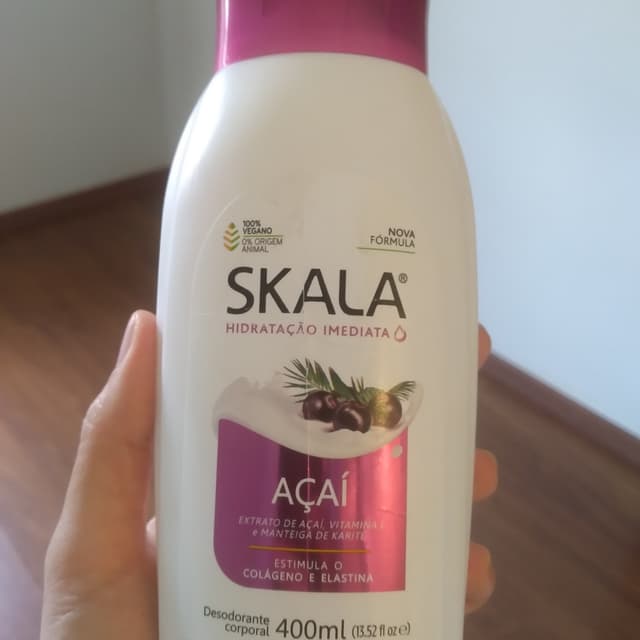 100%
VEGANO
0% ORIGEM
ANIMAL
NOVA
FÓRMULA
SKALA®
HIDRATAÇÃO IMEDIATA
AÇAÍ
EXTRATO DE AÇAÍ, VITAMINA E
e MANTEIGA DE KARITÉ
ESTIMULA O
COLÁGENO E ELASTINA
Desodorante
corporal 400ml (13.52 fl oz ℮)